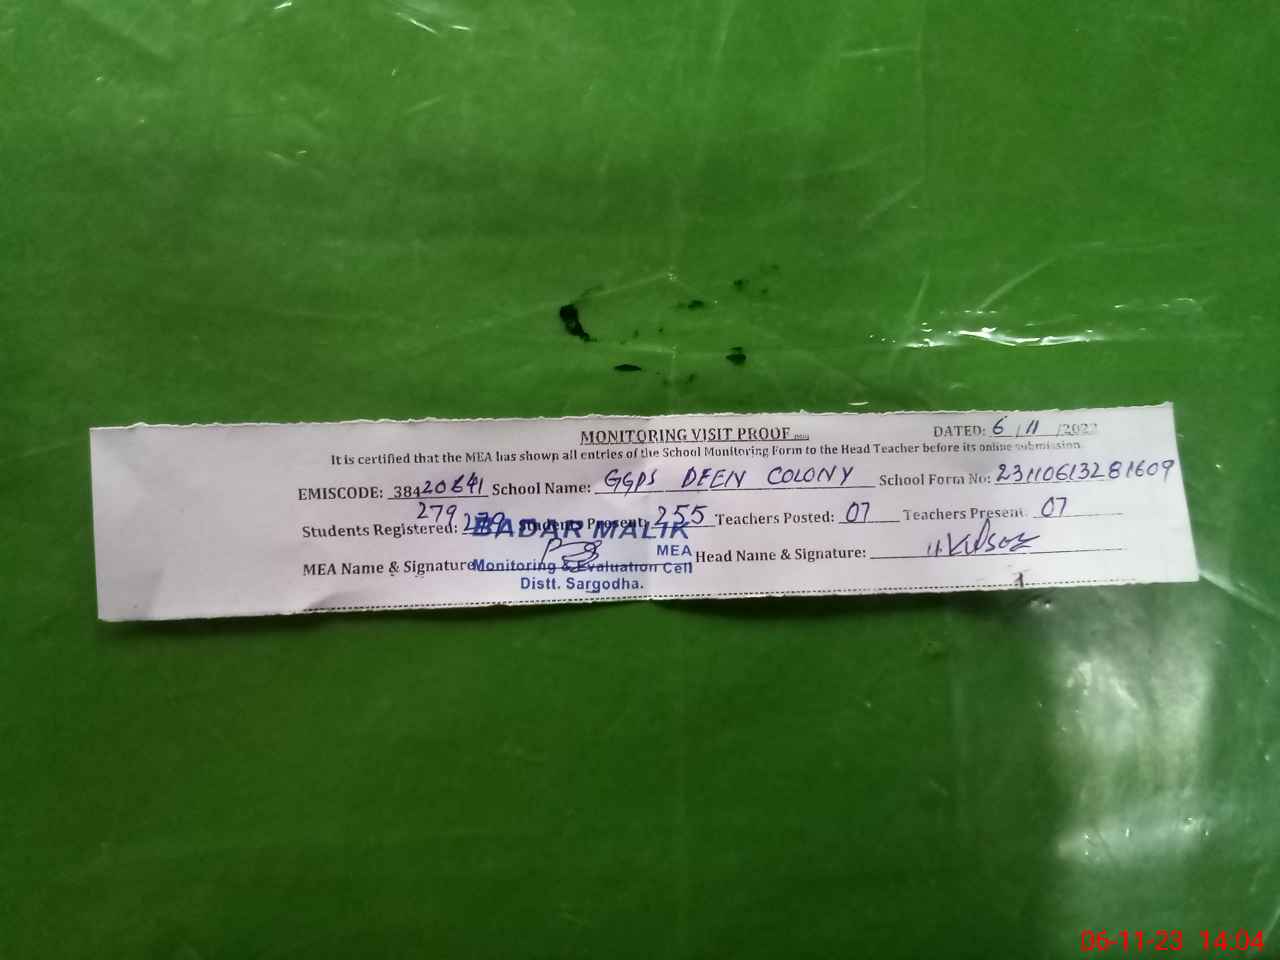 MONITORING VISIT PROOF
DATED: 6/11/2022
It is certified that the MEA has shown all entries of the School Monitoring Form to the Head Teacher before its online submission
EMISCODE: 38420641 School Name: GGPS DEEN COLONY School Form No: 23110613281609
279
Students Registered: 279 Students Present: 255 Teachers Posted: 07 Teachers Present: 07
BADAR MALIK
MEA
MEA Name & Signature Head Name & Signature:
Monitoring & Evaluation Cell
Distt. Sargodha.
06-11-23 14:04